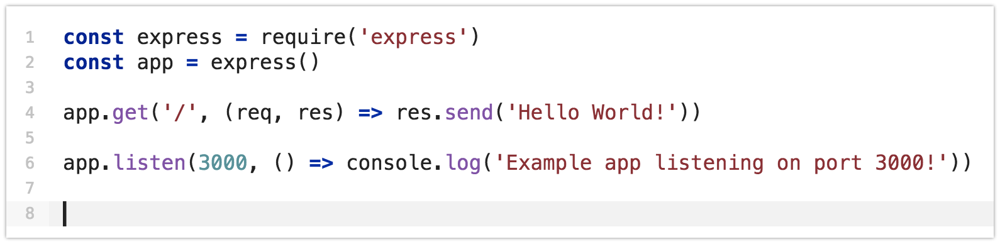 1 const express = require('express')
2 const app = express()
3
4 app.get('/', (req, res) => res.send('Hello World!'))
5
6 app.listen(3000, () => console.log('Example app listening on port 3000!'))
7
8